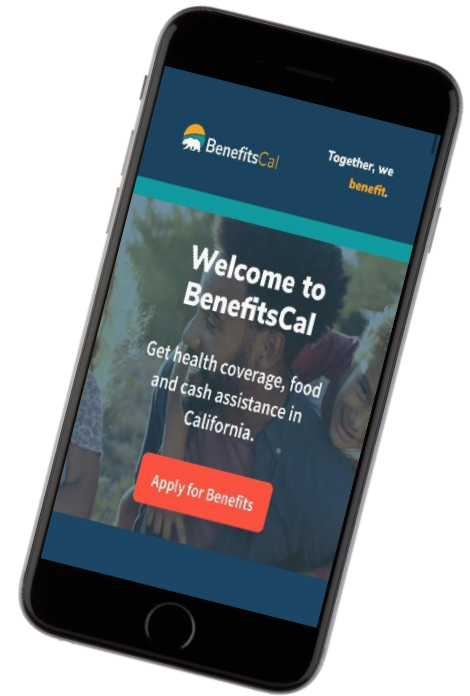 BenefitsCal
Together, we
benefit.
Welcome to
BenefitsCal
Get health coverage, food
and cash assistance in
California.
Apply for Benefits